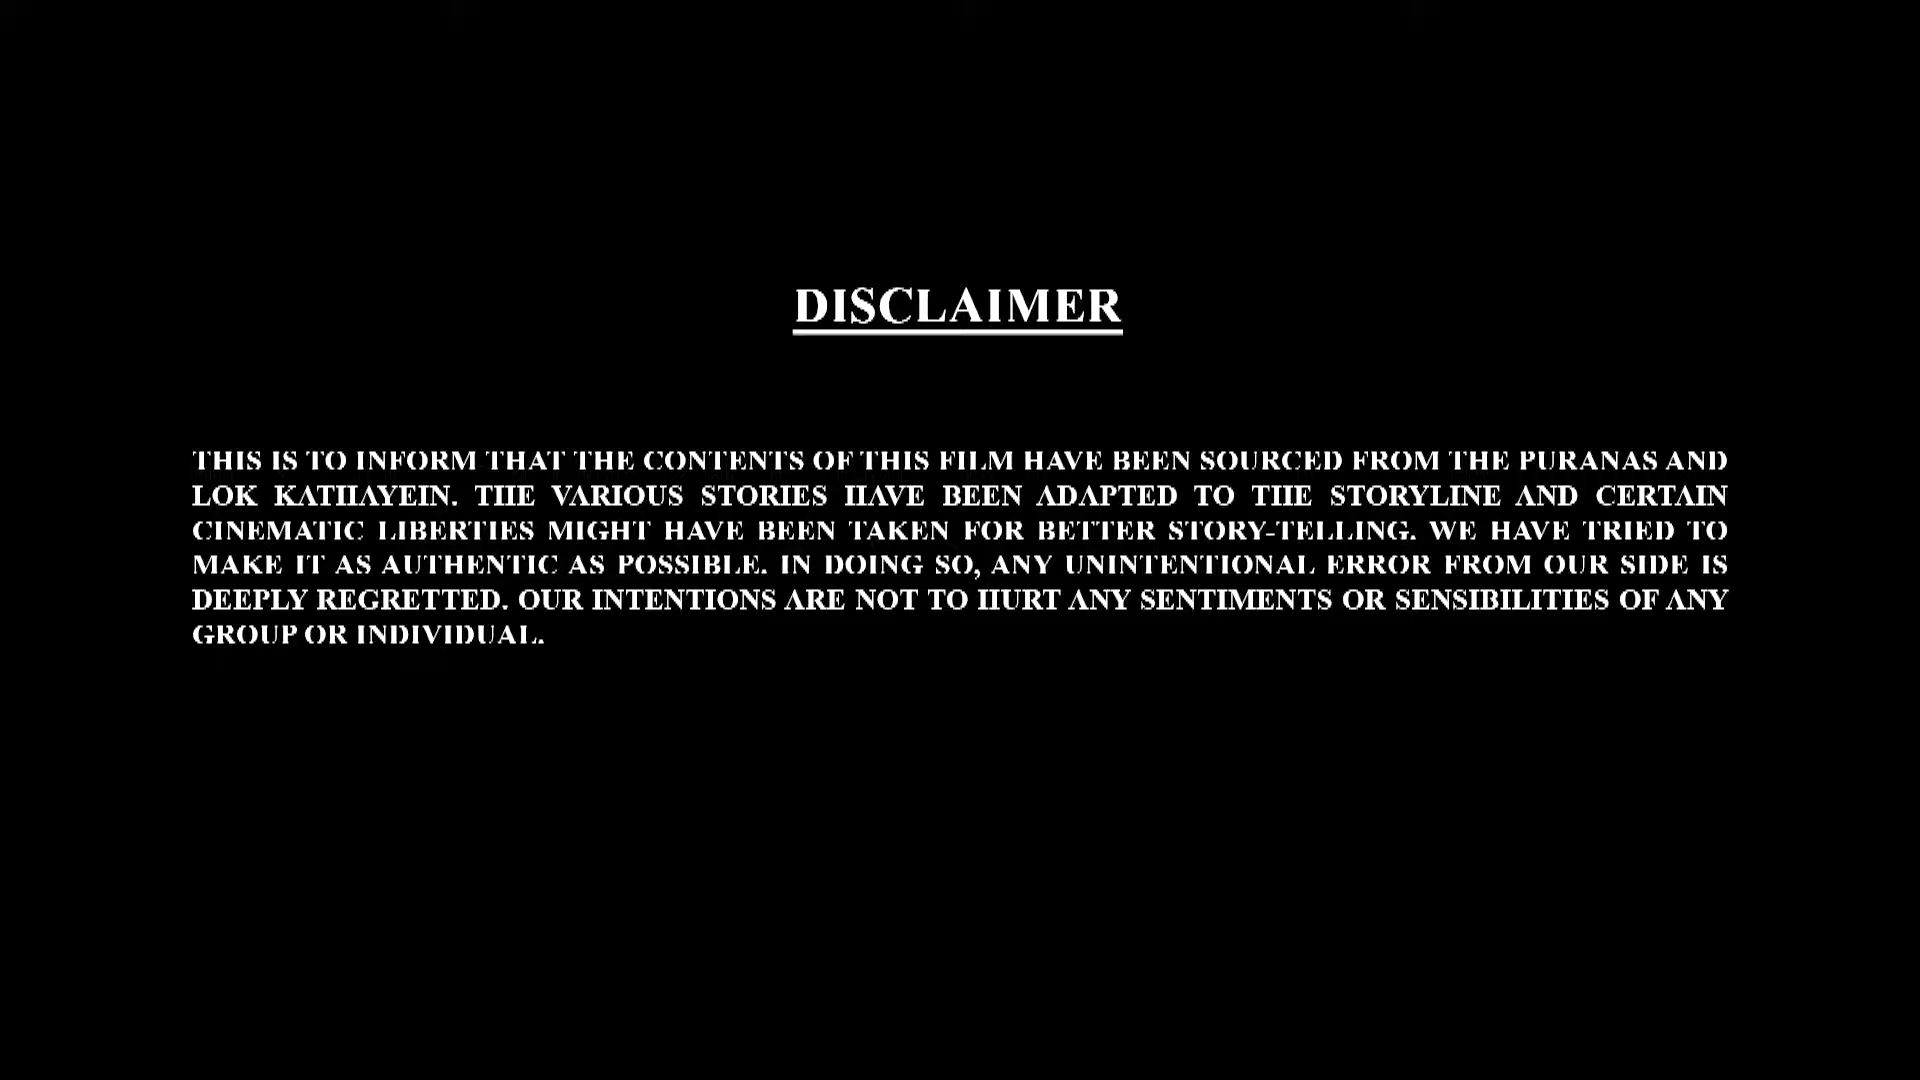 DISCLAIMER
THIS IS TO INFORM THAT THE CONTENTS OF THIS FILM HAVE BEEN SOURCED FROM THE PURANAS AND
LOK KATHAYEIN. THE VARIOUS STORIES HAVE BEEN ADAPTED TO THE STORYLINE AND CERTAIN
CINEMATIC LIBERTIES MIGHT HAVE BEEN TAKEN FOR BETTER STORY-TELLING. WE HAVE TRIED TO
MAKE IT AS AUTHENTIC AS POSSIBLE. IN DOING SO, ANY UNINTENTIONAL ERROR FROM OUR SIDE IS
DEEPLY REGRETTED. OUR INTENTIONS ARE NOT TO HURT ANY SENTIMENTS OR SENSIBILITIES OF ANY
GROUP OR INDIVIDUAL.